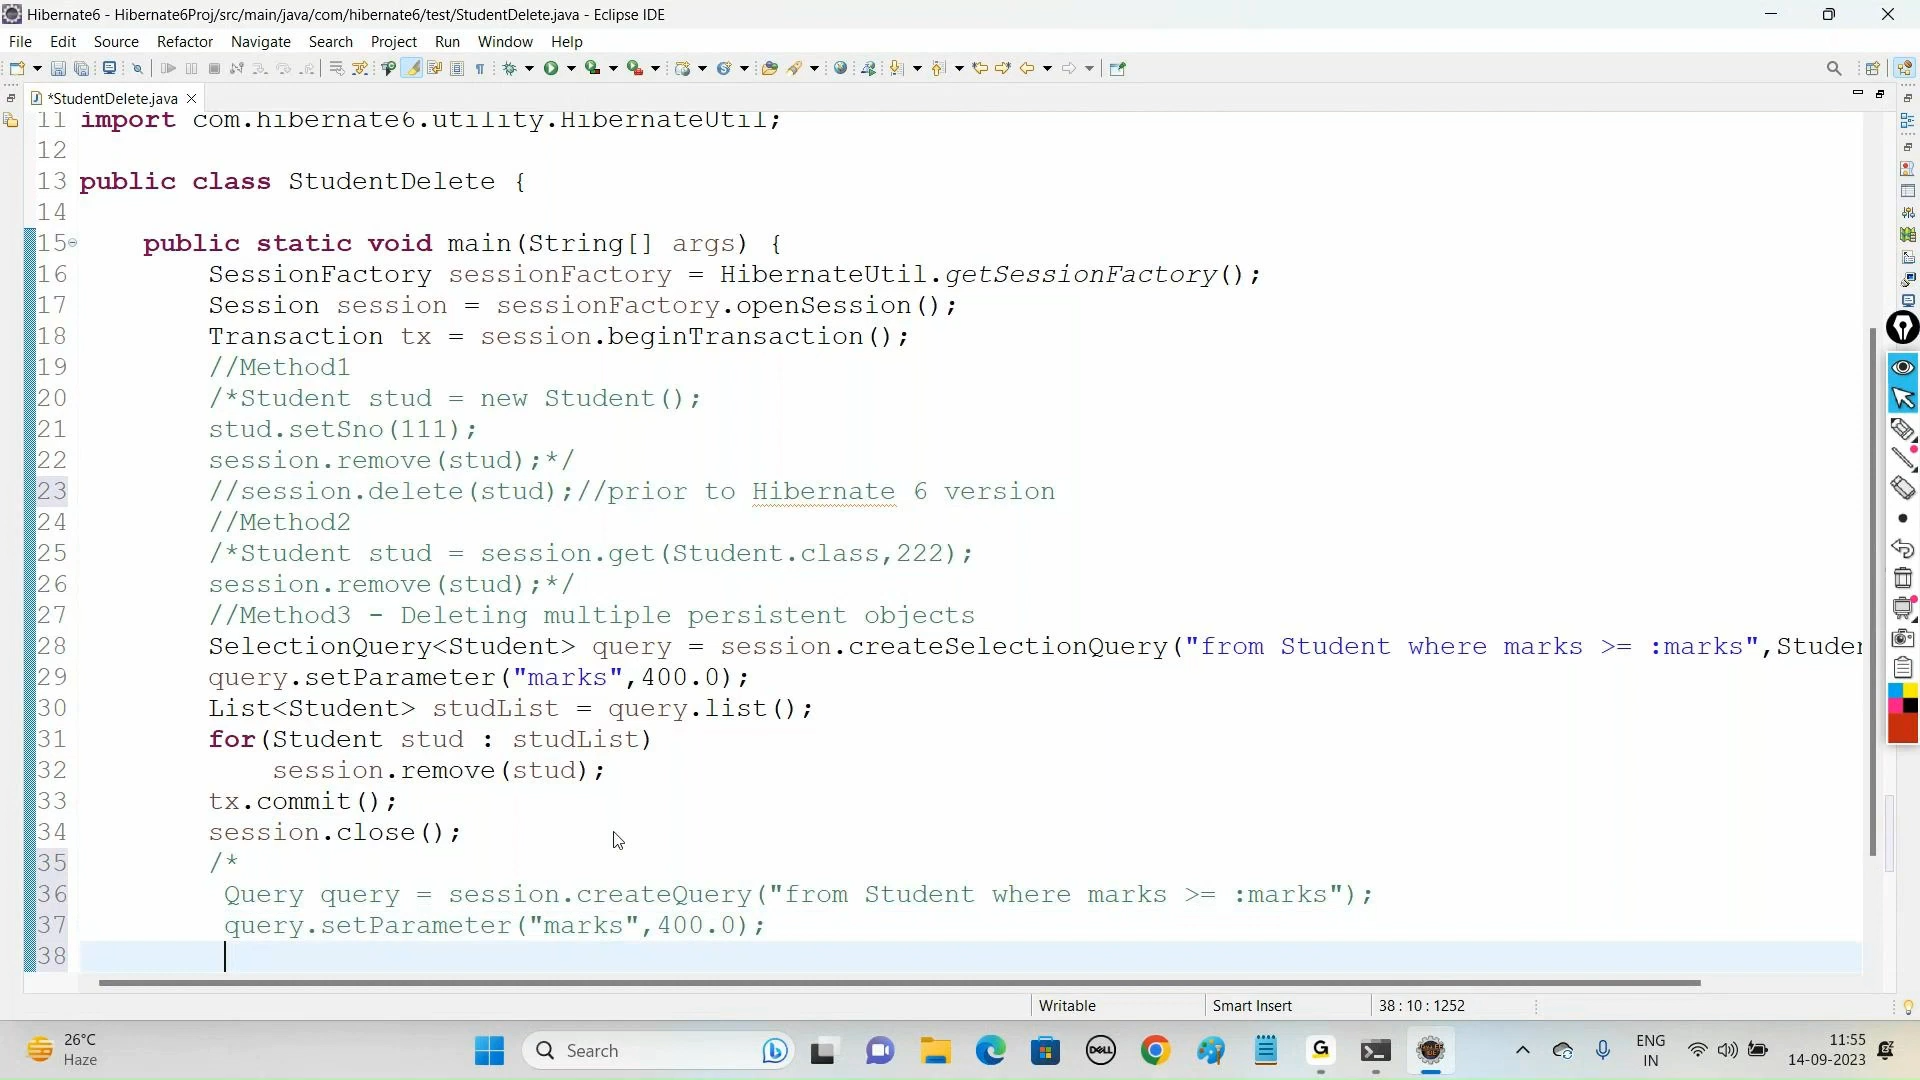 Hibernate6 - Hibernate6Proj/src/main/java/com/hibernate6/test/StudentDelete.java - Eclipse IDE
File Edit Source Refactor Navigate Search Project Run Window Help
*StudentDelete.java
11 import com.hibernate6.utility.HibernateUtil;
12
13 public class StudentDelete {
14
15 public static void main(String[] args) {
16 SessionFactory sessionFactory = HibernateUtil.getSessionFactory();
17 Session session = sessionFactory.openSession();
18 Transaction tx = session.beginTransaction();
19 //Method1
20 /*Student stud = new Student();
21 stud.setSno(111);
22 session.remove(stud);*/
23 //session.delete(stud);//prior to Hibernate 6 version
24 //Method2
25 /*Student stud = session.get(Student.class,222);
26 session.remove(stud);*/
27 //Method3 - Deleting multiple persistent objects
28 SelectionQuery<Student> query = session.createSelectionQuery("from Student where marks >= :marks",Studen
29 query.setParameter("marks",400.0);
30 List<Student> studList = query.list();
31 for(Student stud : studList)
32 session.remove(stud);
33 tx.commit();
34 session.close();
35 /*
36 Query query = session.createQuery("from Student where marks >= :marks");
37 query.setParameter("marks",400.0);
38
Writable Smart Insert 38 : 10 : 1252
26°C
Haze
Search
DELL
ENG
IN
11:55
14-09-2023